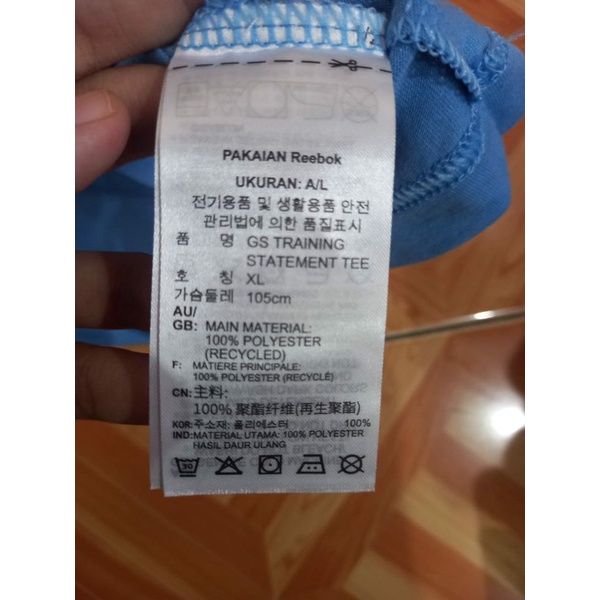 PAKAIAN Reebok
UKURAN: A/L
전기용품 및 생활용품 안전
관리법에 의한 품질표시
품 명 GS TRAINING
STATEMENT TEE
호 칭 XL
가슴둘레 105cm
AU/
GB: MAIN MATERIAL:
100% POLYESTER
(RECYCLED)
F: MATIERE PRINCIPALE:
100% POLYESTER (RECYCLÉ)
CN: 主料:
100% 聚酯纤维(再生聚酯)
KOR: 주소재: 폴리에스터 100%
IND: MATERIAL UTAMA: 100% POLYESTER
HASIL DAUR ULANG
30